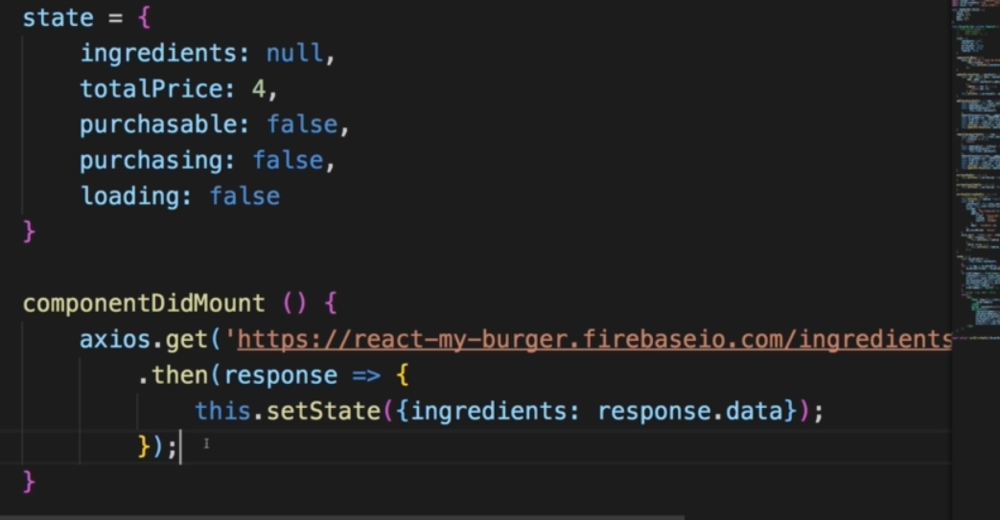 state = {
ingredients: null,
totalPrice: 4,
purchasable: false,
purchasing: false,
loading: false
}
componentDidMount () {
axios.get('https://react-my-burger.firebaseio.com/ingredients
.then(response => {
this.setState({ingredients: response.data});
});
}